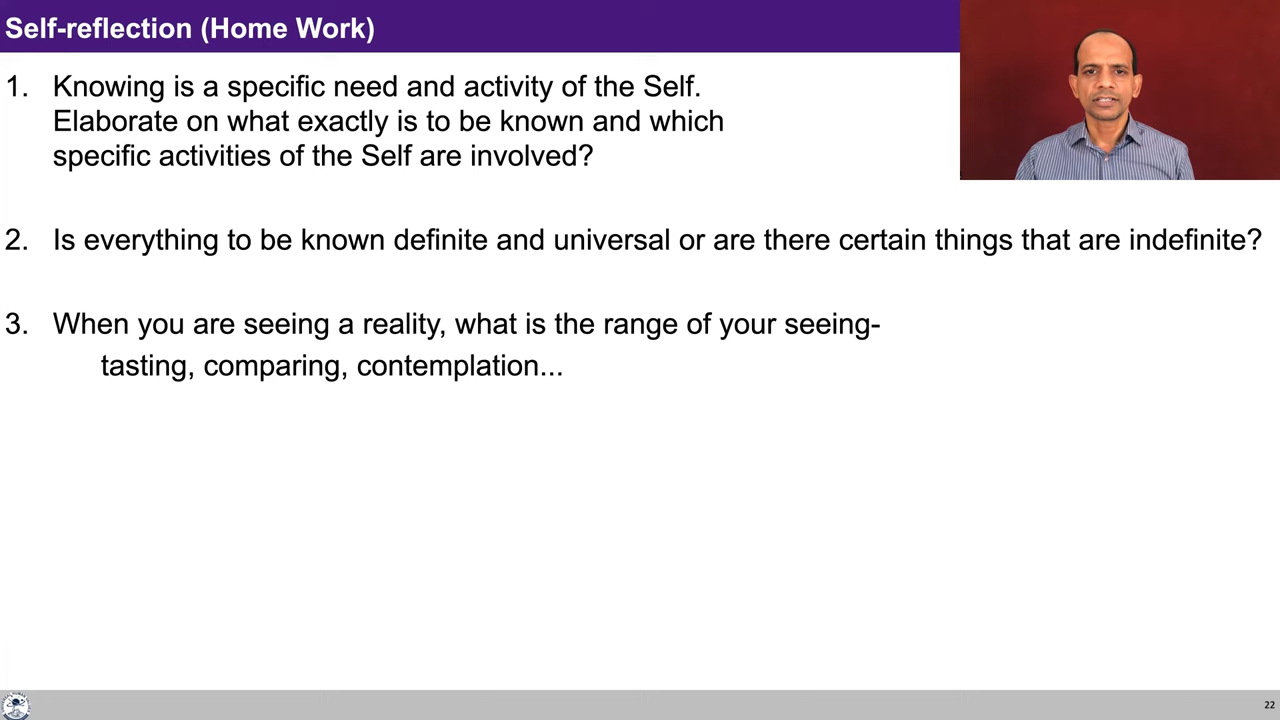 Self-reflection (Home Work)
1. Knowing is a specific need and activity of the Self.
Elaborate on what exactly is to be known and which
specific activities of the Self are involved?
2. Is everything to be known definite and universal or are there certain things that are indefinite?
3. When you are seeing a reality, what is the range of your seeing-
tasting, comparing, contemplation...
22